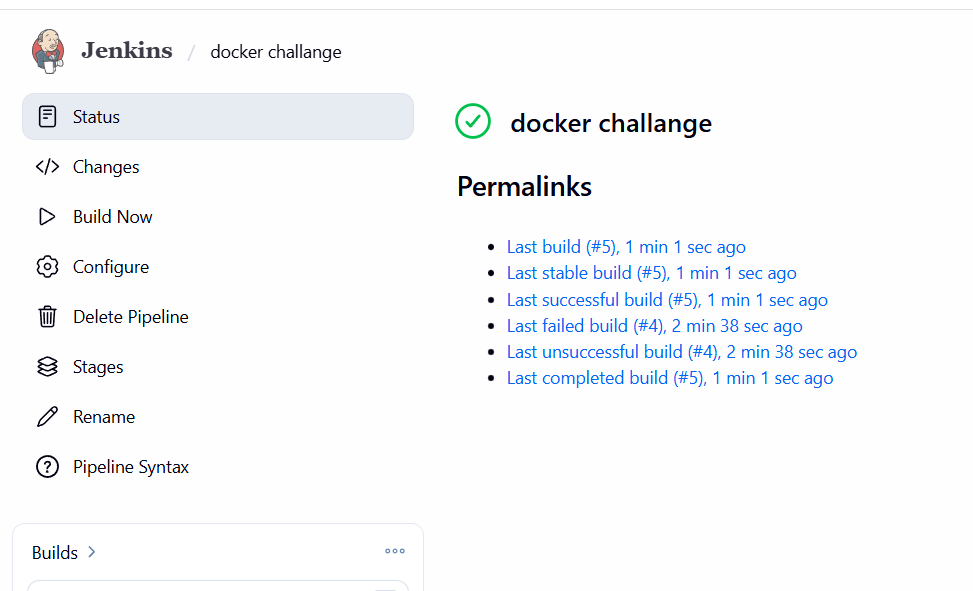 Jenkins / docker challange
Status
Changes
Build Now
Configure
Delete Pipeline
Stages
Rename
Pipeline Syntax
Builds
docker challange
Permalinks
Last build (#5), 1 min 1 sec ago
Last stable build (#5), 1 min 1 sec ago
Last successful build (#5), 1 min 1 sec ago
Last failed build (#4), 2 min 38 sec ago
Last unsuccessful build (#4), 2 min 38 sec ago
Last completed build (#5), 1 min 1 sec ago